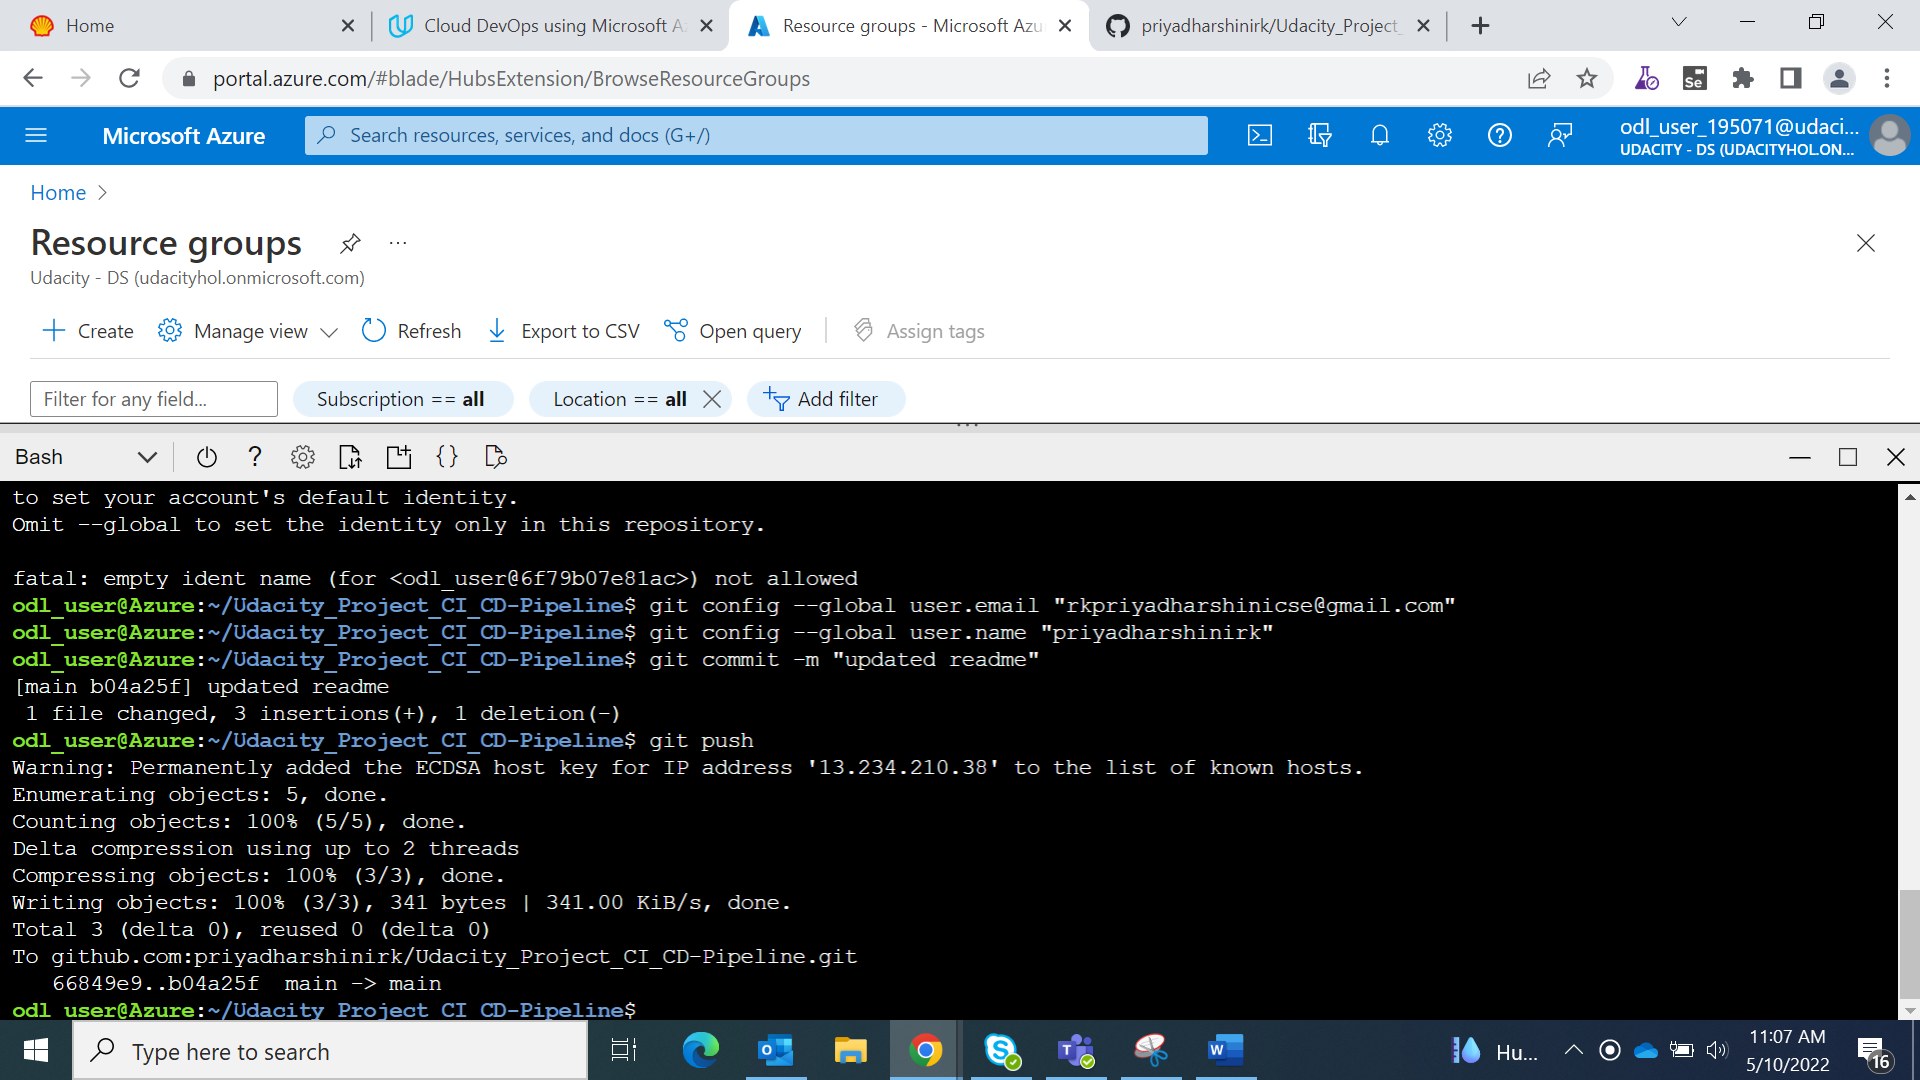 Home
Cloud DevOps using Microsoft A
Resource groups - Microsoft Azu
priyadharshinirk/Udacity_Project_
portal.azure.com/#blade/HubsExtension/BrowseResourceGroups
Se
Microsoft Azure
Search resources, services, and docs (G+/)
odl_user_195071@udaci...
UDACITY - DS (UDACITYHOL.ON...
Home
Resource groups
Udacity - DS (udacityhol.onmicrosoft.com)
Create
Manage view
Refresh
Export to CSV
Open query
Assign tags
Filter for any field...
Subscription == all
Location == all
Add filter
Bash
to set your account's default identity.
Omit --global to set the identity only in this repository.
fatal: empty ident name (for <odl_user@6f79b07e81ac>) not allowed
odl_user@Azure:~/Udacity_Project_CI_CD-Pipeline$ git config --global user.email "rkpriyadharshinicse@gmail.com"
odl_user@Azure:~/Udacity_Project_CI_CD-Pipeline$ git config --global user.name "priyadharshinirk"
odl_user@Azure:~/Udacity_Project_CI_CD-Pipeline$ git commit -m "updated readme"
[main b04a25f] updated readme
1 file changed, 3 insertions(+), 1 deletion(-)
odl_user@Azure:~/Udacity_Project_CI_CD-Pipeline$ git push
Warning: Permanently added the ECDSA host key for IP address '13.234.210.38' to the list of known hosts.
Enumerating objects: 5, done.
Counting objects: 100% (5/5), done.
Delta compression using up to 2 threads
Compressing objects: 100% (3/3), done.
Writing objects: 100% (3/3), 341 bytes | 341.00 KiB/s, done.
Total 3 (delta 0), reused 0 (delta 0)
To github.com:priyadharshinirk/Udacity_Project_CI_CD-Pipeline.git
66849e9..b04a25f  main -> main
odl_user@Azure:~/Udacity_Project_CI_CD-Pipeline$
Type here to search
Hu...
11:07 AM
5/10/2022
16